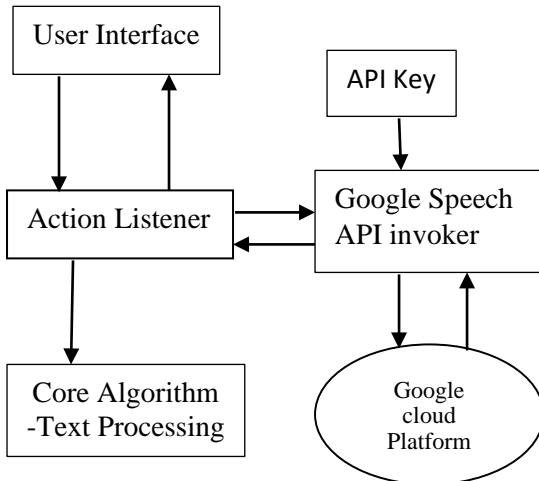 User Interface
API Key
Action Listener
Google Speech
API invoker
Core Algorithm
-Text Processing
Google
cloud
Platform